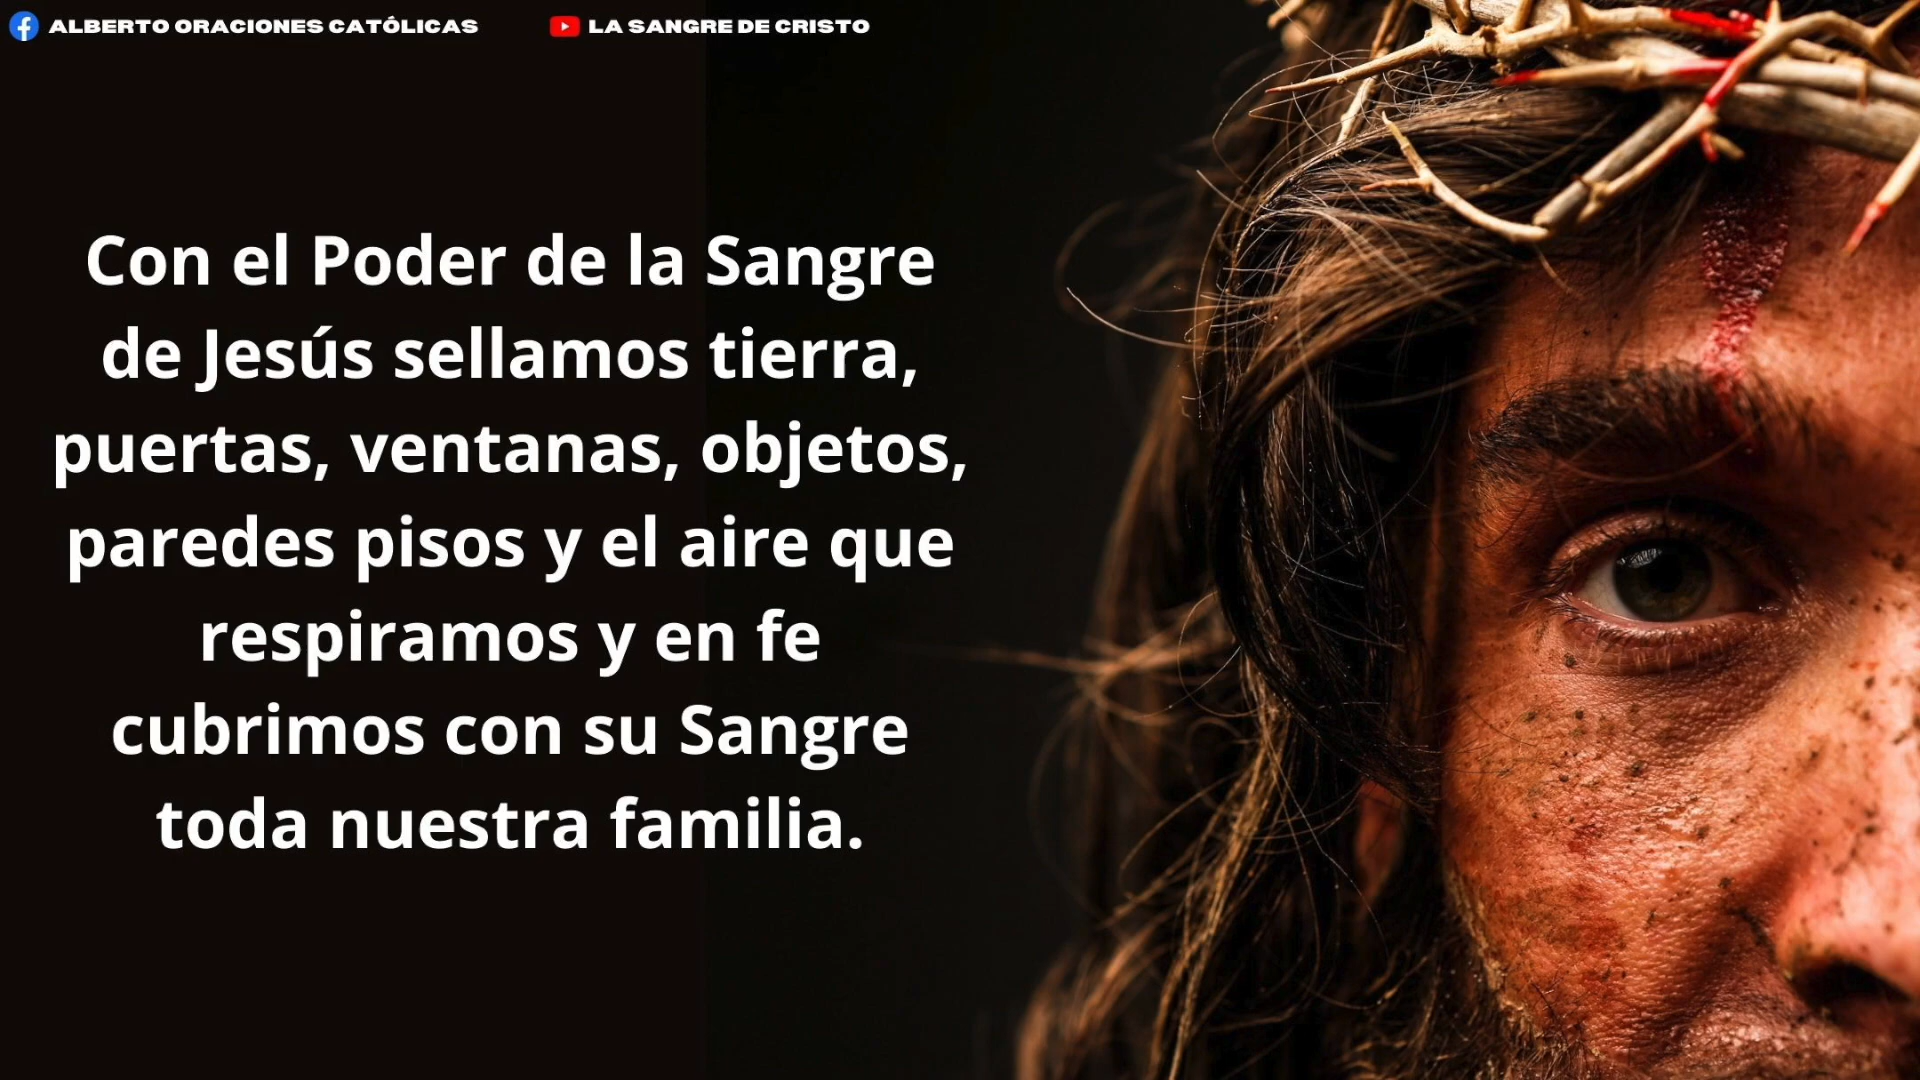 ALBERTO ORACIONES CATÓLICAS
LA SANGRE DE CRISTO
Con el Poder de la Sangre
de Jesús sellamos tierra,
puertas, ventanas, objetos,
paredes pisos y el aire que
respiramos y en fe
cubrimos con su Sangre
toda nuestra familia.